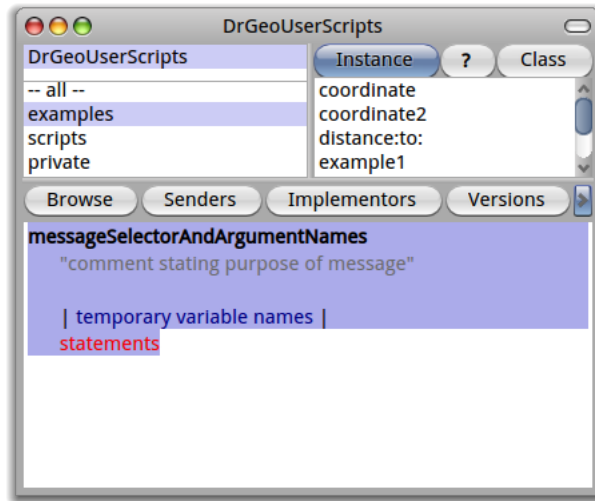 DrGeoUserScripts
DrGeoUserScripts
Instance ? Class
-- all --
examples
scripts
private
coordinate
coordinate2
distance:to:
example1
Browse Senders Implementors Versions
messageSelectorAndArgumentNames
"comment stating purpose of message"
| temporary variable names |
statements